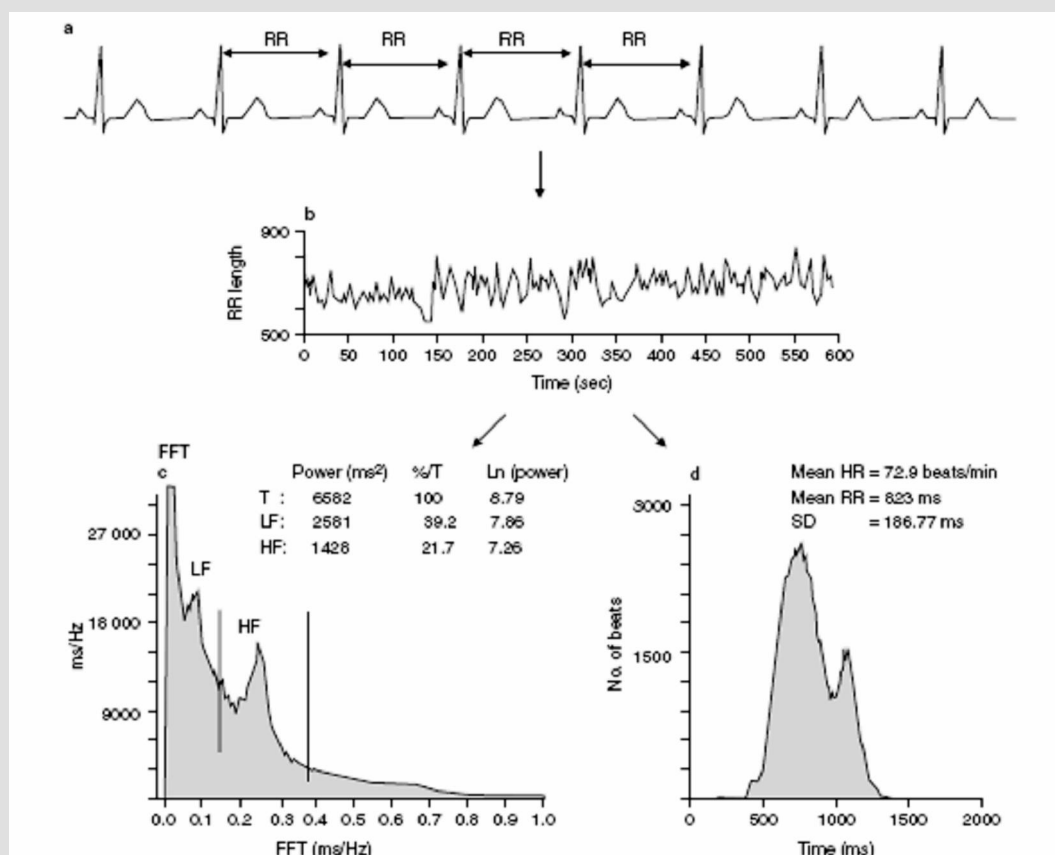 a
RR RR RR RR
b
900
RR length
500
0 50 100 150 200 250 300 350 400 450 500 550 600
Time (sec)
FFT
c
Power (ms²) %/T Ln (power)
T : 6582 100 8.79
LF: 2581 39.2 7.86
HF: 1428 21.7 7.26
27 000
LF
18 000
HF
ms/Hz
9000
0.0 0.1 0.2 0.3 0.4 0.5 0.6 0.7 0.8 0.9 1.0
FFT (ms/Hz)
d
Mean HR = 72.9 beats/min
Mean RR = 823 ms
SD = 186.77 ms
3000
No. of beats
1500
0 500 1000 1500 2000
Time (ms)